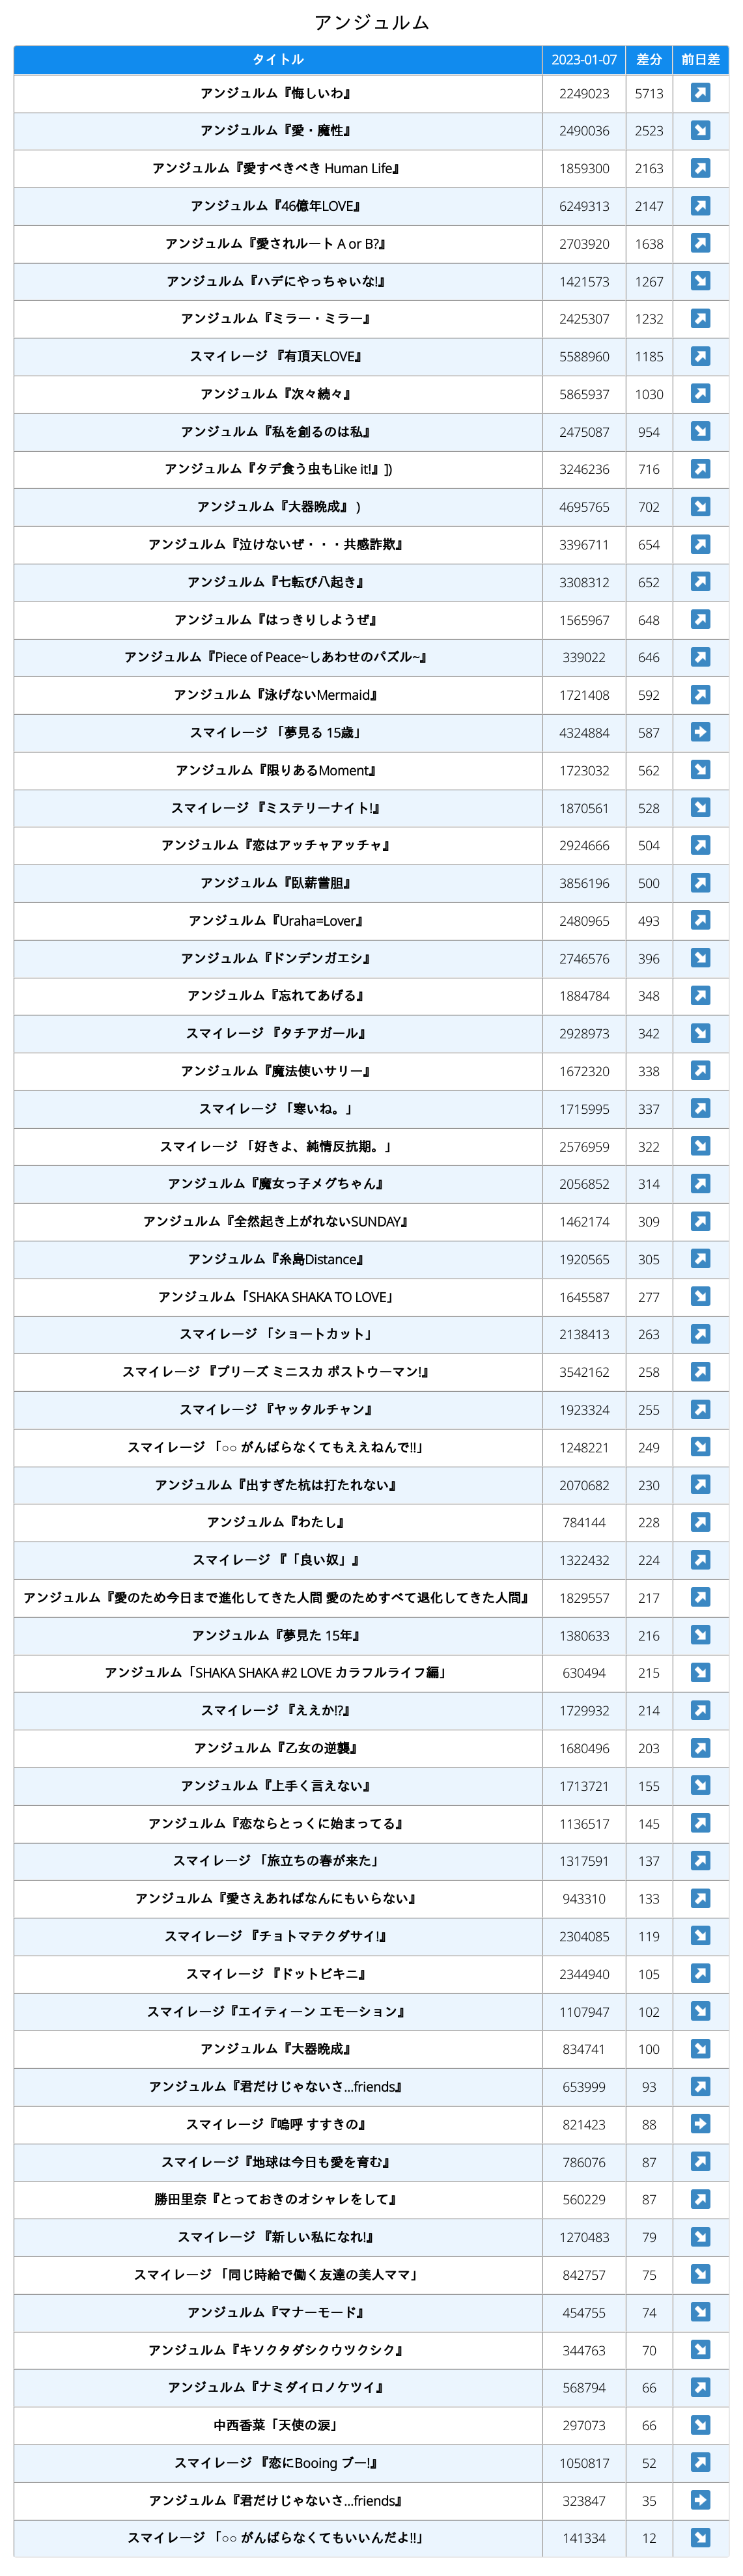 アンジュルム
タイトル 2023-01-07 差分 前日差
アンジュルム『悔しいわ』 2249023 5713
アンジュルム『愛・魔性』 2490036 2523
アンジュルム『愛すべきべき Human Life』 1859300 2163
アンジュルム『46億年LOVE』 6249313 2147
アンジュルム『愛されルート A or B?』 2703920 1638
アンジュルム『ハデにやっちゃいな!』 1421573 1267
アンジュルム『ミラー・ミラー』 2425307 1232
スマイレージ 『有頂天LOVE』 5588960 1185
アンジュルム『次々続々』 5865937 1030
アンジュルム『私を創るのは私』 2475087 954
アンジュルム『タデ食う虫もLike it!』]) 3246236 716
アンジュルム『大器晩成』 ) 4695765 702
アンジュルム『泣けないぜ・・・共感詐欺』 3396711 654
アンジュルム『七転び八起き』 3308312 652
アンジュルム『はっきりしようぜ』 1565967 648
アンジュルム『Piece of Peace~しあわせのパズル~』 339022 646
アンジュルム『泳げないMermaid』 1721408 592
スマイレージ 「夢見る 15歳」 4324884 587
アンジュルム『限りあるMoment』 1723032 562
スマイレージ 『ミステリーナイト!』 1870561 528
アンジュルム『恋はアッチャアッチャ』 2924666 504
アンジュルム『臥薪嘗胆』 3856196 500
アンジュルム『Uraha=Lover』 2480965 493
アンジュルム『ドンデンガエシ』 2746576 396
アンジュルム『忘れてあげる』 1884784 348
スマイレージ 『タチアガール』 2928973 342
アンジュルム『魔法使いサリー』 1672320 338
スマイレージ 「寒いね。」 1715995 337
スマイレージ 「好きよ、純情反抗期。」 2576959 322
アンジュルム『魔女っ子メグちゃん』 2056852 314
アンジュルム『全然起き上がれないSUNDAY』 1462174 309
アンジュルム『糸島Distance』 1920565 305
アンジュルム「SHAKA SHAKA TO LOVE」 1645587 277
スマイレージ 「ショートカット」 2138413 263
スマイレージ 『プリーズ ミニスカ ポストウーマン!』 3542162 258
スマイレージ 『ヤッタルチャン』 1923324 255
スマイレージ 「○○ がんばらなくてもええねんで!!」 1248221 249
アンジュルム『出すぎた杭は打たれない』 2070682 230
アンジュルム『わたし』 784144 228
スマイレージ 『「良い奴」』 1322432 224
アンジュルム『愛のため今日まで進化してきた人間 愛のためすべて退化してきた人間』 1829557 217
アンジュルム『夢見た 15年』 1380633 216
アンジュルム「SHAKA SHAKA #2 LOVE カラフルライフ編」 630494 215
スマイレージ 『ええか!?』 1729932 214
アンジュルム『乙女の逆襲』 1680496 203
アンジュルム『上手く言えない』 1713721 155
アンジュルム『恋ならとっくに始まってる』 1136517 145
スマイレージ 「旅立ちの春が来た」 1317591 137
アンジュルム『愛さえあればなんにもいらない』 943310 133
スマイレージ 『チョトマテクダサイ!』 2304085 119
スマイレージ 『ドットビキニ』 2344940 105
スマイレージ『エイティーン エモーション』 1107947 102
アンジュルム『大器晩成』 834741 100
アンジュルム『君だけじゃないさ...friends』 653999 93
スマイレージ『嗚呼 すすきの』 821423 88
スマイレージ『地球は今日も愛を育む』 786076 87
勝田里奈『とっておきのオシャレをして』 560229 87
スマイレージ 『新しい私になれ!』 1270483 79
スマイレージ 「同じ時給で働く友達の美人ママ」 842757 75
アンジュルム『マナーモード』 454755 74
アンジュルム『キソクタダシクウツクシク』 344763 70
アンジュルム『ナミダイロノケツイ』 568794 66
中西香菜「天使の涙」 297073 66
スマイレージ 『恋にBooing ブー!』 1050817 52
アンジュルム『君だけじゃないさ...friends』 323847 35
スマイレージ 「○○ がんばらなくてもいいんだよ!!」 141334 12